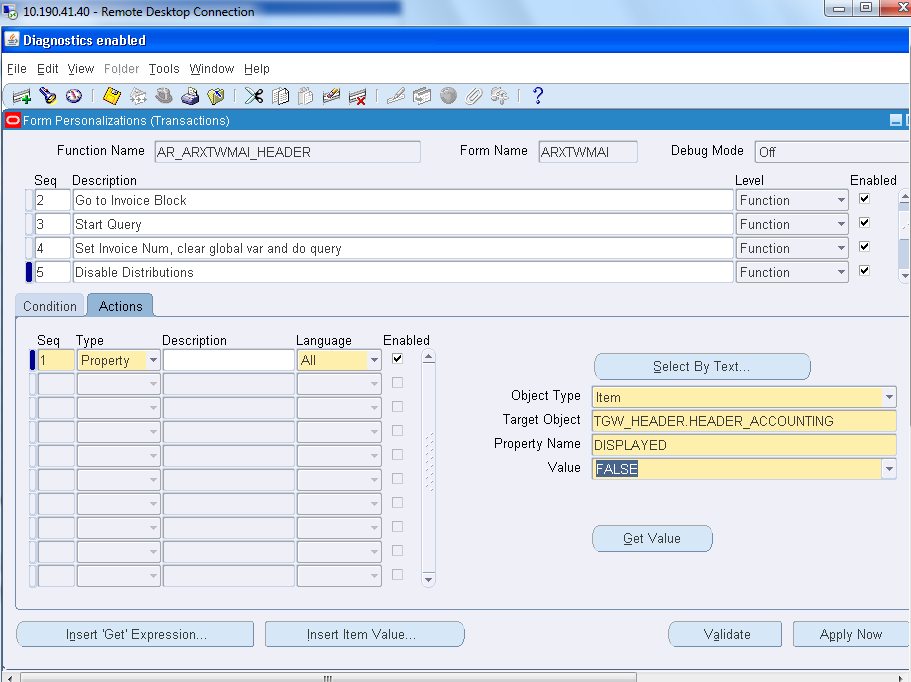 10.190.41.40 - Remote Desktop Connection
Diagnostics enabled
File Edit View Folder Tools Window Help
Form Personalizations (Transactions)
Function Name AR_ARXTWMAI_HEADER Form Name ARXTWMAI Debug Mode Off
Seq Description Level Enabled
2 Go to Invoice Block Function
3 Start Query Function
4 Set Invoice Num, clear global var and do query Function
5 Disable Distributions Function
Condition Actions
Seq Type Description Language Enabled
1 Property All
Select By Text...
Object Type Item
Target Object TGW_HEADER.HEADER_ACCOUNTING
Property Name DISPLAYED
Value FALSE
Get Value
Insert 'Get' Expression... Insert Item Value... Validate Apply Now